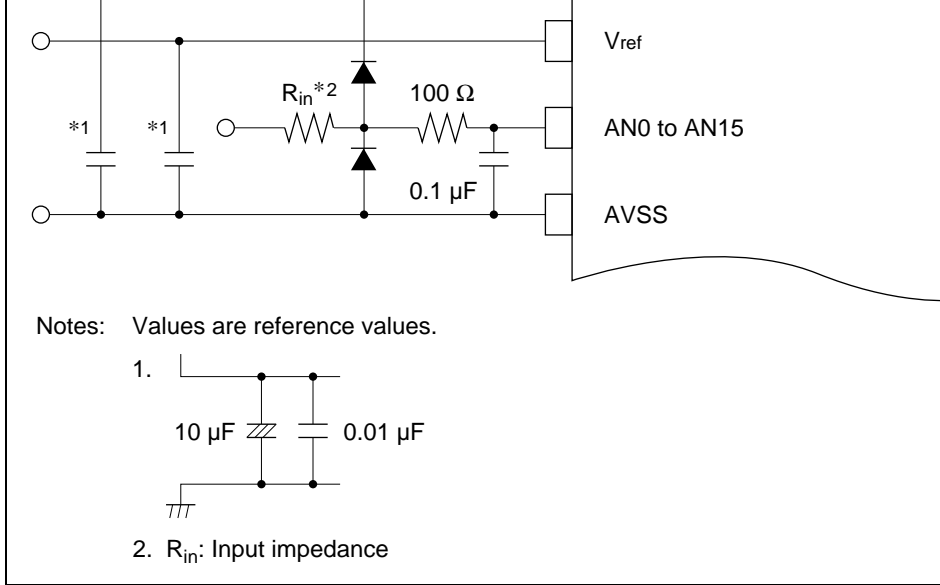 Vref
Rin*2
100 Ω
*1
*1
AN0 to AN15
0.1 µF
AVSS
Notes: Values are reference values.
1.
10 µF
0.01 µF
2. Rin: Input impedance